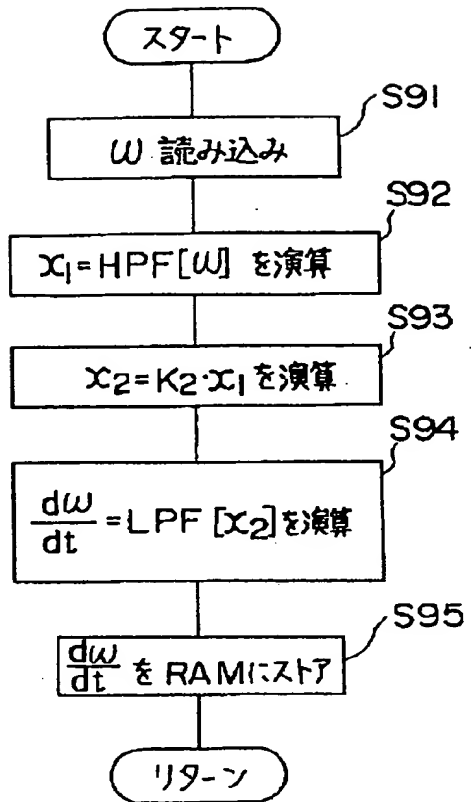 スタート
S91
ω 読み込み
S92
x₁=HPF[ω] を演算
S93
x₂=K₂·x₁を演算
S94
dω/dt=LPF [x₂]を演算
S95
dω/dt を RAMにストア
リターン